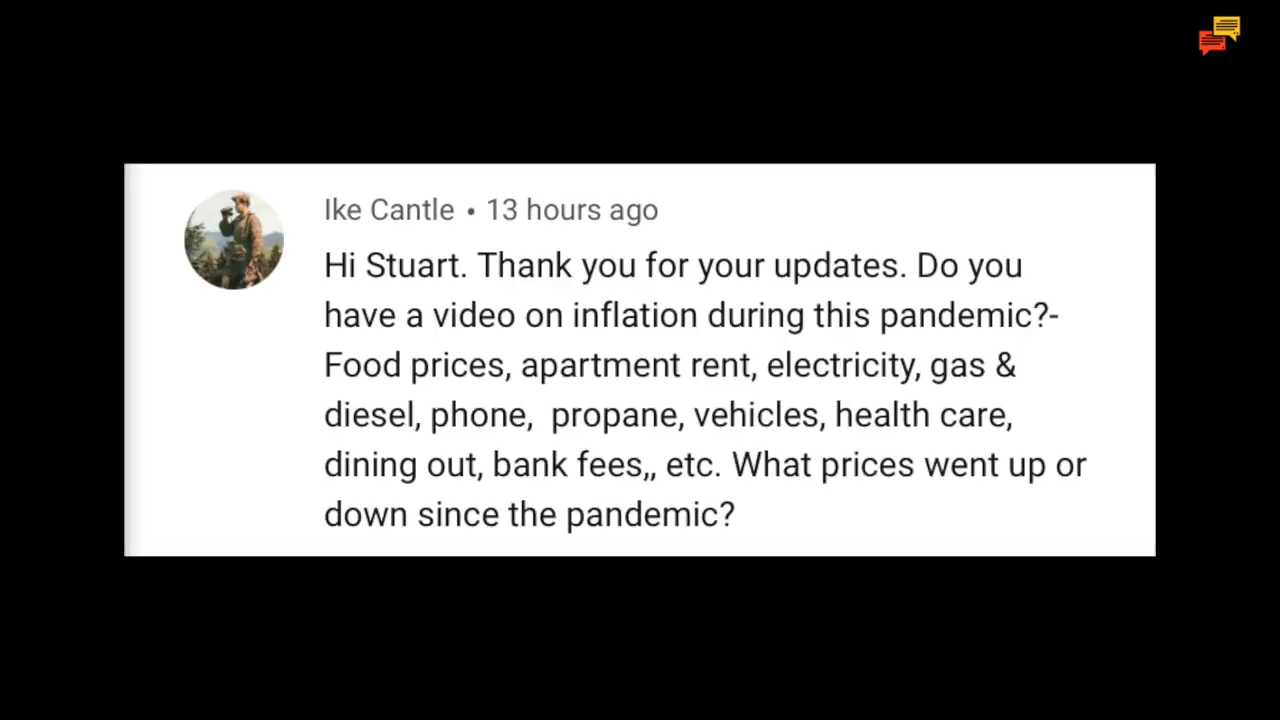 Ike Cantle • 13 hours ago
Hi Stuart. Thank you for your updates. Do you
have a video on inflation during this pandemic?-
Food prices, apartment rent, electricity, gas &
diesel, phone,  propane, vehicles, health care,
dining out, bank fees,, etc. What prices went up or
down since the pandemic?